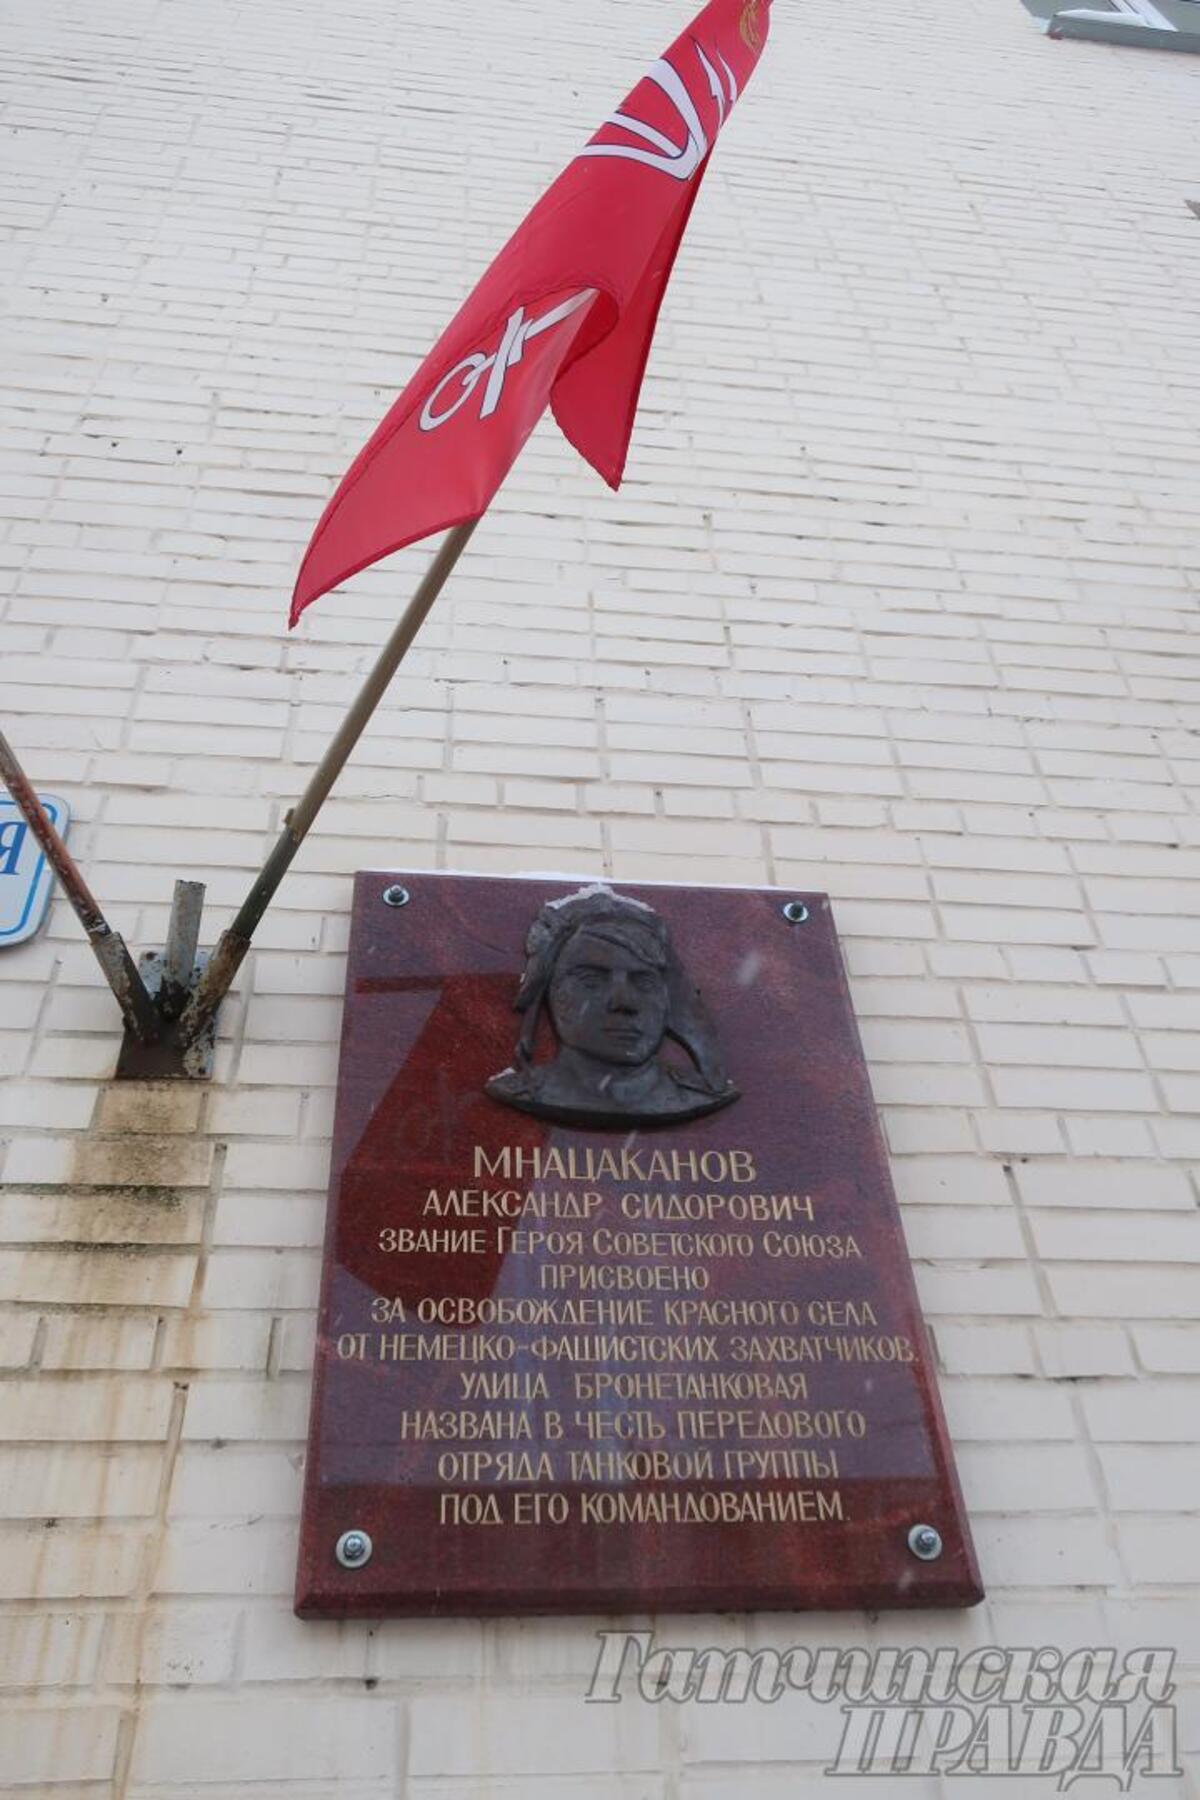 Я
МНАЦАКАНОВ
АЛЕКСАНДР СИДОРОВИЧ
ЗВАНИЕ ГЕРОЯ СОВЕТСКОГО СОЮЗА
ПРИСВОЕНО
ЗА ОСВОБОЖДЕНИЕ КРАСНОГО СЕЛА
ОТ НЕМЕЦКО-ФАШИСТСКИХ ЗАХВАТЧИКОВ.
УЛИЦА БРОНЕТАНКОВАЯ
НАЗВАНА В ЧЕСТЬ ПЕРЕДОВОГО
ОТРЯДА ТАНКОВОЙ ГРУППЫ
ПОД ЕГО КОМАНДОВАНИЕМ.
Гатчинская
ПРАВДА